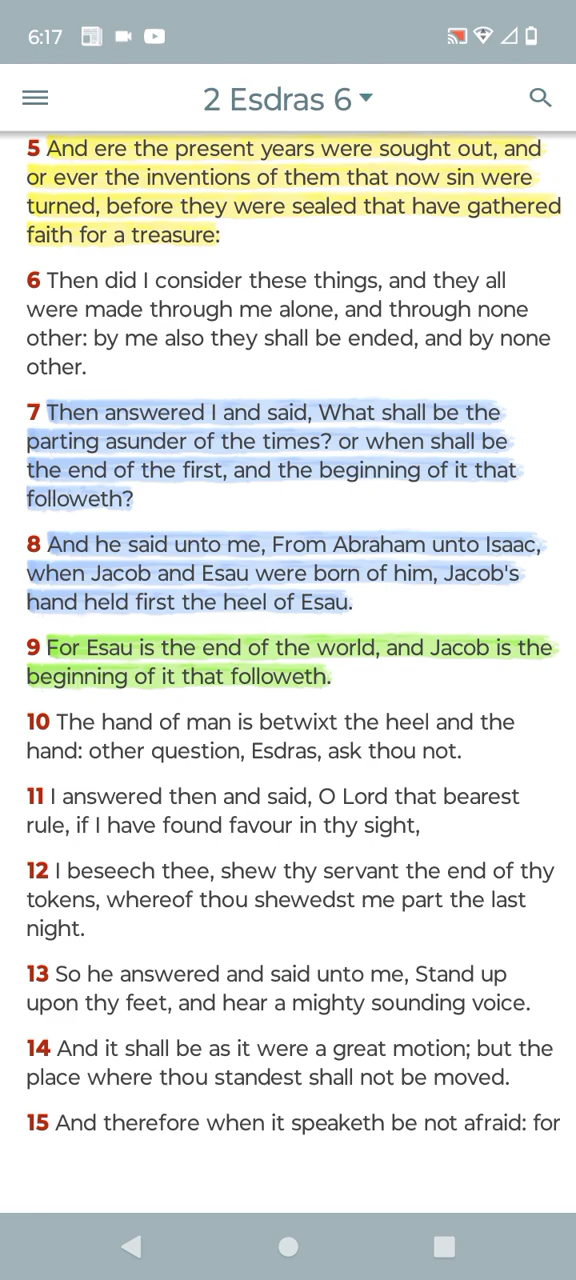 6:17
2 Esdras 6
5 And ere the present years were sought out, and
or ever the inventions of them that now sin were
turned, before they were sealed that have gathered
faith for a treasure:
6 Then did I consider these things, and they all
were made through me alone, and through none
other: by me also they shall be ended, and by none
other.
7 Then answered I and said, What shall be the
parting asunder of the times? or when shall be
the end of the first, and the beginning of it that
followeth?
8 And he said unto me, From Abraham unto Isaac,
when Jacob and Esau were born of him, Jacob's
hand held first the heel of Esau.
9 For Esau is the end of the world, and Jacob is the
beginning of it that followeth.
10 The hand of man is betwixt the heel and the
hand: other question, Esdras, ask thou not.
11 I answered then and said, O Lord that bearest
rule, if I have found favour in thy sight,
12 I beseech thee, shew thy servant the end of thy
tokens, whereof thou shewedst me part the last
night.
13 So he answered and said unto me, Stand up
upon thy feet, and hear a mighty sounding voice.
14 And it shall be as it were a great motion; but the
place where thou standest shall not be moved.
15 And therefore when it speaketh be not afraid: for